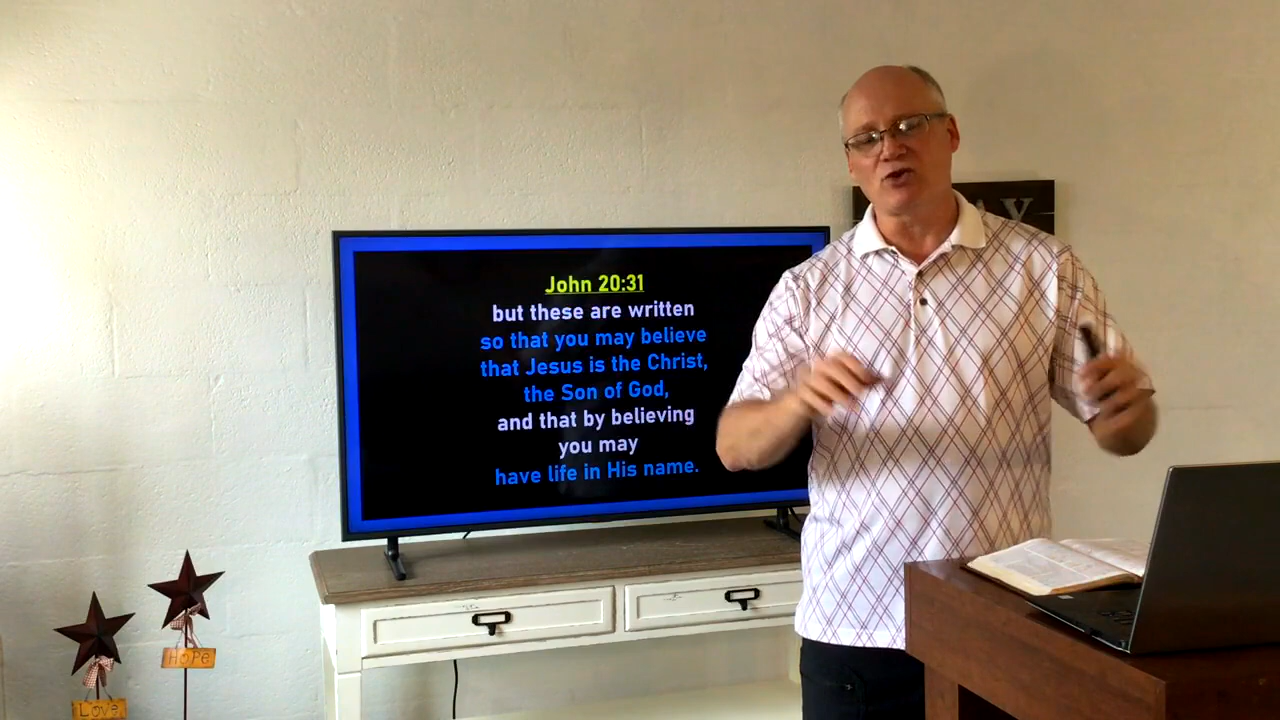 John 20:31
but these are written
so that you may believe
that Jesus is the Christ,
the Son of God,
and that by believing
you may
have life in His name.
HoPe
Love